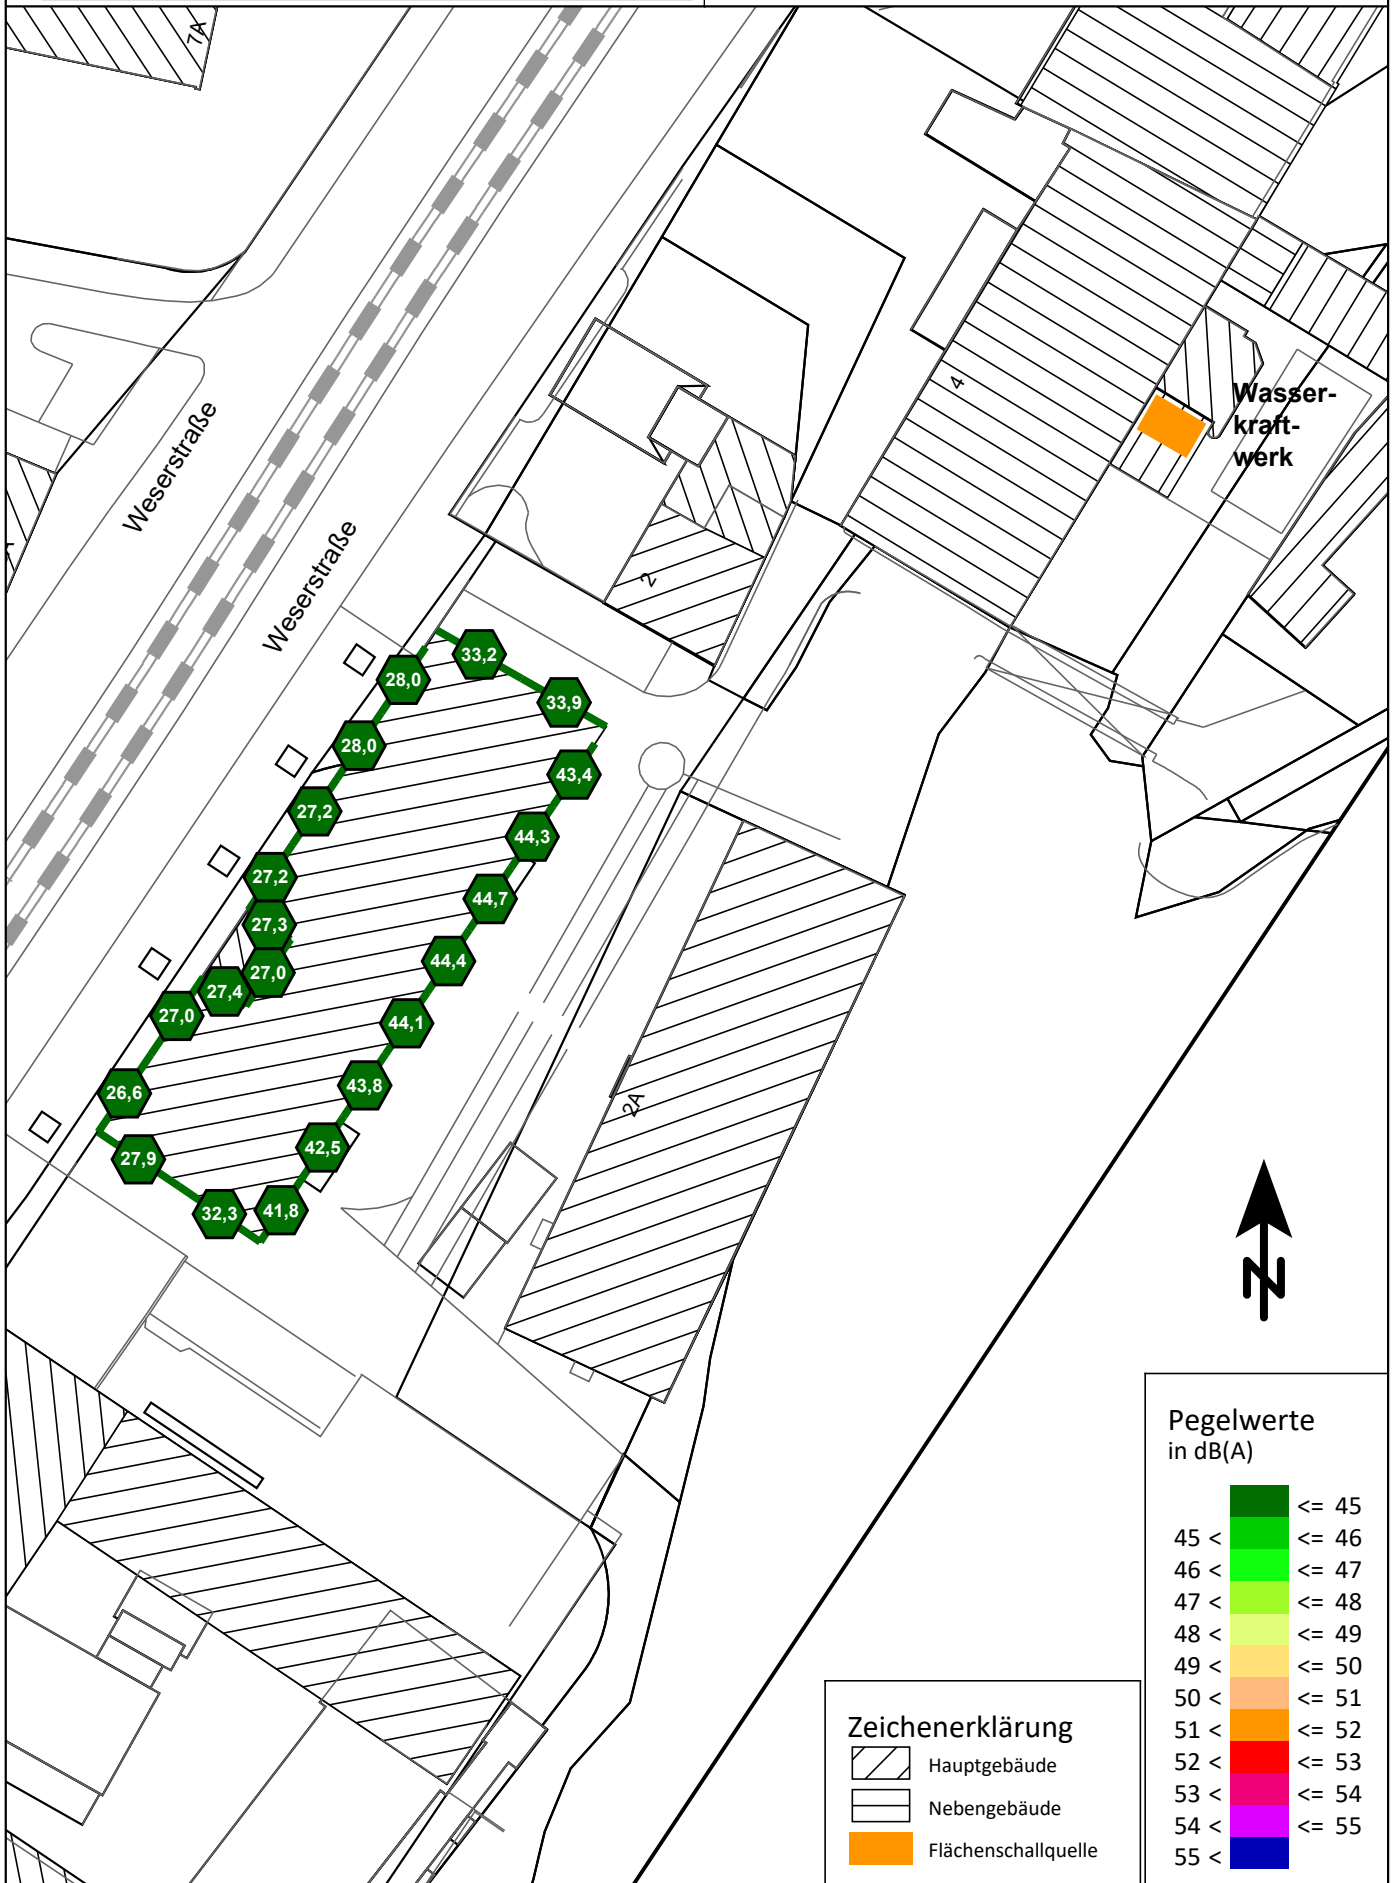 7A
Weserstraße
Weserstraße
4
Wasser-
kraft-
werk
2
33,2
28,0
33,9
28,0
43,4
27,2
44,3
27,2
44,7
27,3
44,4
27,0
27,4
27,0
44,1
43,8
26,6
2A
42,5
27,9
32,3
41,8
N
Pegelwerte
in dB(A)
<= 45
45 < <= 46
46 < <= 47
47 < <= 48
48 < <= 49
49 < <= 50
50 < <= 51
51 < <= 52
52 < <= 53
53 < <= 54
54 < <= 55
55 <
Zeichenerklärung
Hauptgebäude
Nebengebäude
Flächenschallquelle